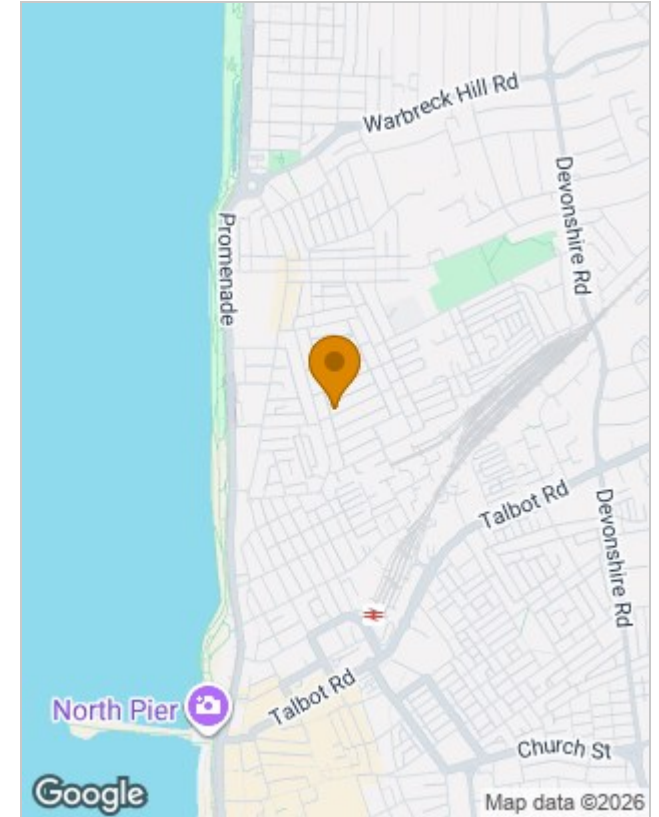 Warbreck Hill Rd
Devonshire Rd
Promenade
Talbot Rd
Devonshire Rd
Talbot Rd
North Pier
Church St
Google
Map data ©2026